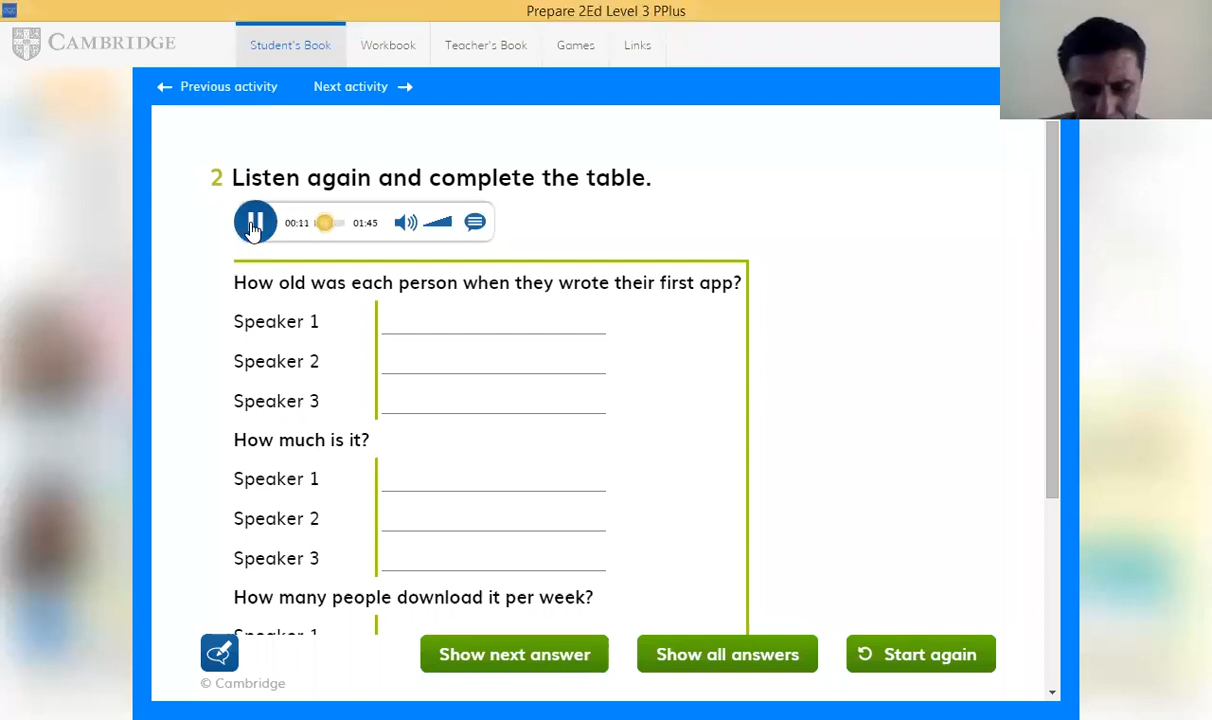 Prepare 2Ed Level 3 PPlus
CAMBRIDGE
Student's Book
Workbook
Teacher's Book
Games
Links
Previous activity
Next activity
2 Listen again and complete the table.
00:11
01:45
How old was each person when they wrote their first app?
Speaker 1
Speaker 2
Speaker 3
How much is it?
Speaker 1
Speaker 2
Speaker 3
How many people download it per week?
Speaker 1
Show next answer
Show all answers
Start again
© Cambridge